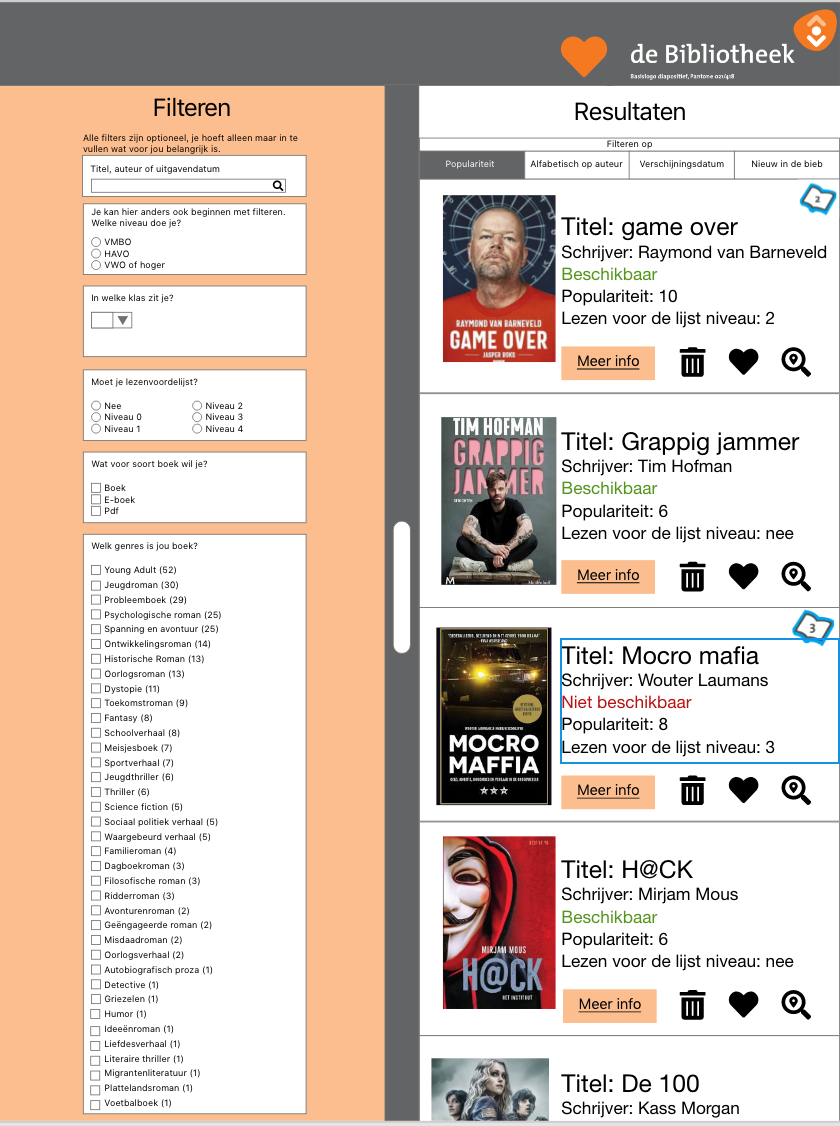 de Bibliotheek
Basislogo diapositief, Pantone 021/418
Filteren
Alle filters zijn optioneel, je hoeft alleen maar in te
vullen wat voor jou belangrijk is.
Titel, auteur of uitgavendatum
Je kan hier anders ook beginnen met filteren.
Welke niveau doe je?
VMBO
HAVO
VWO of hoger
In welke klas zit je?
Moet je lezenvoordelijst?
Nee
Niveau 0
Niveau 1
Niveau 2
Niveau 3
Niveau 4
Wat voor soort boek wil je?
Boek
E-boek
Pdf
Welk genres is jou boek?
Young Adult (52)
Jeugdroman (30)
Probleemboek (29)
Psychologische roman (25)
Spanning en avontuur (25)
Ontwikkelingsroman (14)
Historische Roman (13)
Oorlogsroman (13)
Dystopie (11)
Toekomstroman (9)
Fantasy (8)
Schoolverhaal (8)
Meisjesboek (7)
Sportverhaal (7)
Jeugdthriller (6)
Thriller (6)
Science fiction (5)
Sociaal politiek verhaal (5)
Waargebeurd verhaal (5)
Familieroman (4)
Dagboekroman (3)
Filosofische roman (3)
Ridderroman (3)
Avonturenroman (2)
Geëngageerde roman (2)
Misdaadroman (2)
Oorlogsverhaal (2)
Autobiografisch proza (1)
Detective (1)
Griezelen (1)
Humor (1)
Ideeënroman (1)
Liefdesverhaal (1)
Literaire thriller (1)
Migrantenliteratuur (1)
Plattelandsroman (1)
Voetbalboek (1)
Resultaten
Filteren op
Populariteit
Alfabetisch op auteur
Verschijningsdatum
Nieuw in de bieb
2
RAYMOND VAN BARNEVELD
GAME OVER
JASPER BOKS
Titel: game over
Schrijver: Raymond van Barneveld
Beschikbaar
Populariteit: 10
Lezen voor de lijst niveau: 2
Meer info
TIM HOFMAN
GRAPPIG
JAMMER
GEDICHTEN
M
Titel: Grappig jammer
Schrijver: Tim Hofman
Beschikbaar
Populariteit: 6
Lezen voor de lijst niveau: nee
Meer info
3
MOCRO
MAFFIA
Titel: Mocro mafia
Schrijver: Wouter Laumans
Niet beschikbaar
Populariteit: 8
Lezen voor de lijst niveau: 3
Meer info
MIRJAM MOUS
H@CK
HET INSTITUUT
Titel: H@CK
Schrijver: Mirjam Mous
Beschikbaar
Populariteit: 6
Lezen voor de lijst niveau: nee
Meer info
Titel: De 100
Schrijver: Kass Morgan